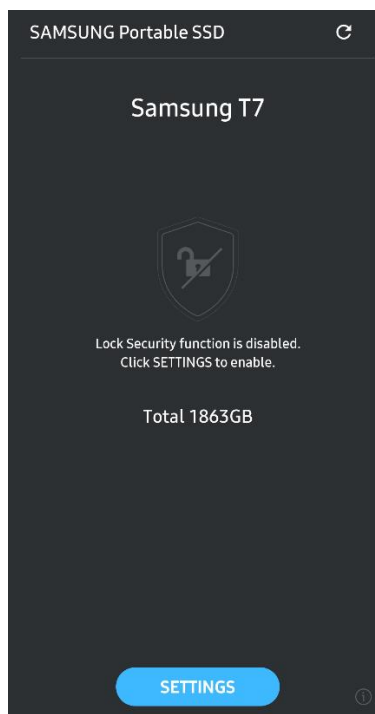 SAMSUNG Portable SSD
Samsung T7
Lock Security function is disabled.
Click SETTINGS to enable.
Total 1863GB
SETTINGS